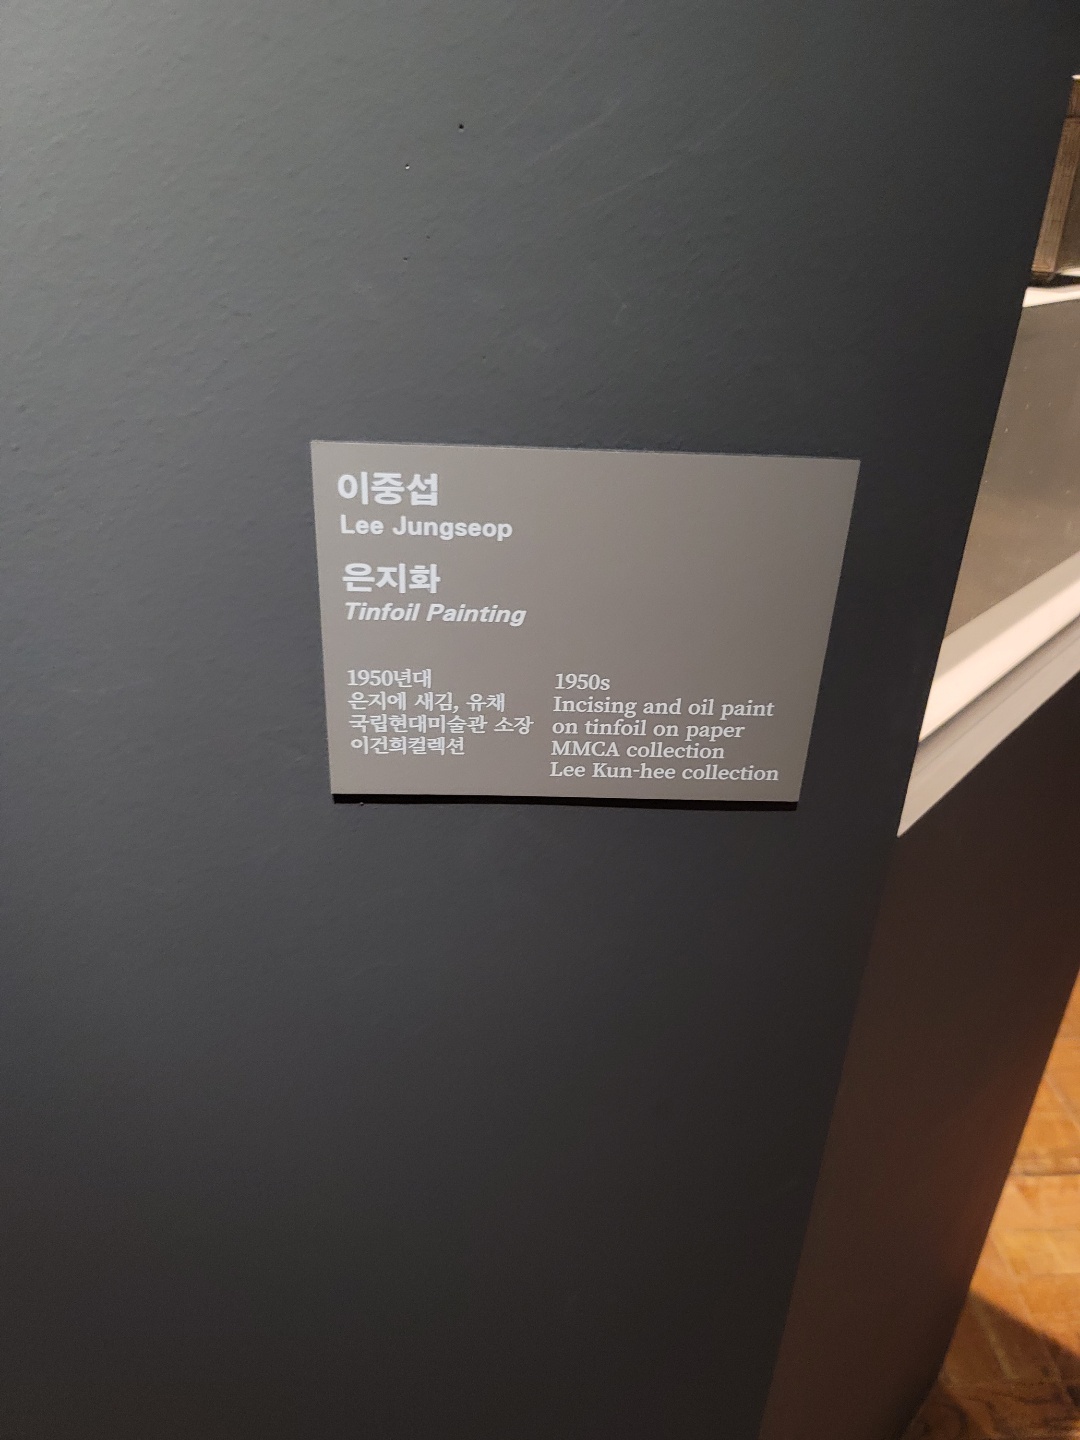 이중섭
Lee Jungseop
은지화
Tinfoil Painting
1950년대
은지에 새김, 유채
국립현대미술관 소장
이건희컬렉션
1950s
Incising and oil paint
on tinfoil on paper
MMCA collection
Lee Kun-hee collection